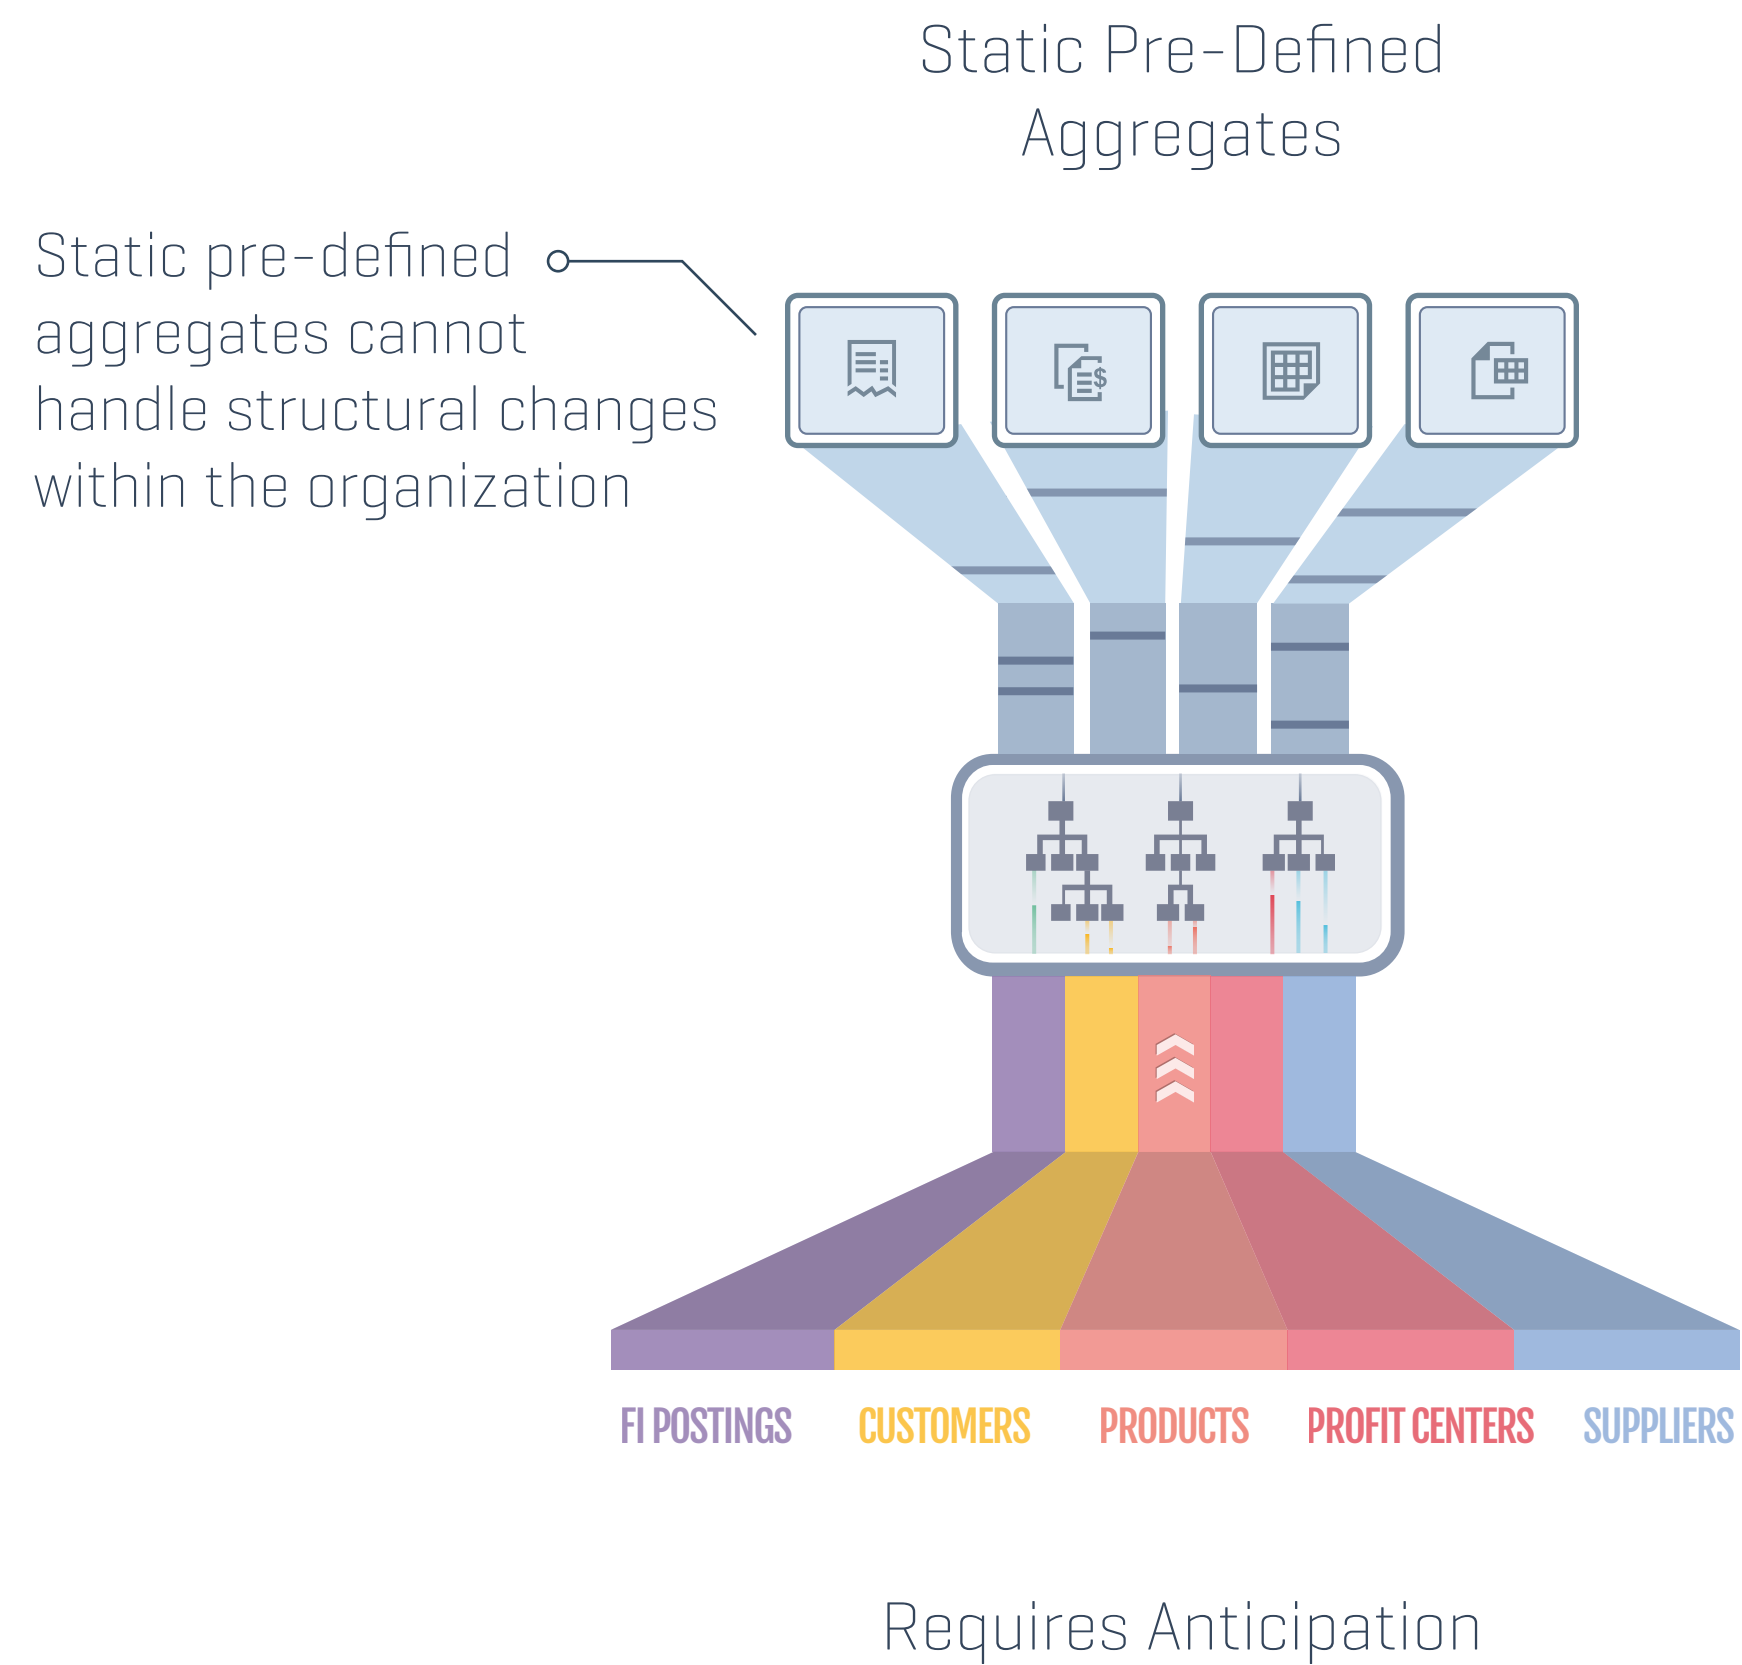 Static Pre-Defined
Aggregates
Static pre-defined
aggregates cannot
handle structural changes
within the organization
$
FI POSTINGS
CUSTOMERS
PRODUCTS
PROFIT CENTERS
SUPPLIERS
Requires Anticipation